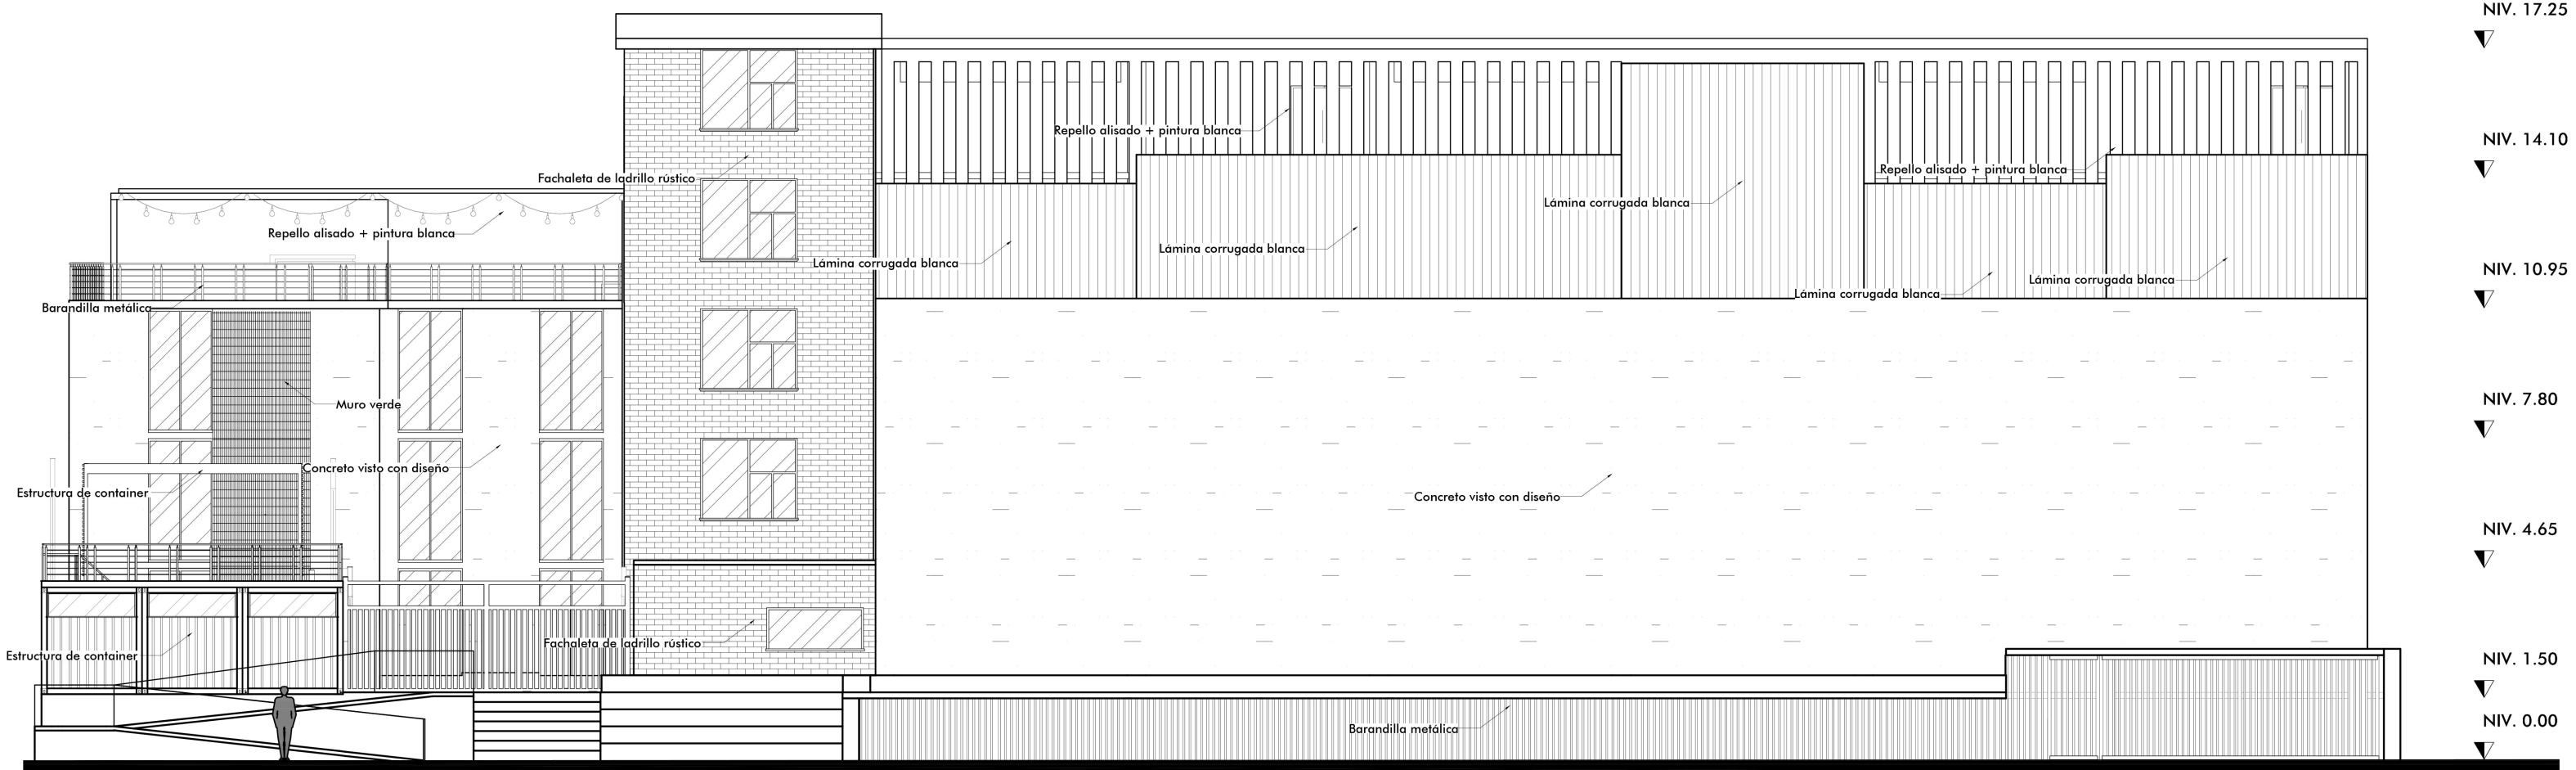 NIV. 17.25
Repello alisado + pintura blanca
NIV. 14.10
Repello alisado + pintura blanca
Fachaleta de ladrillo rústico
Lámina corrugada blanca
Repello alisado + pintura blanca
Lámina corrugada blanca
Lámina corrugada blanca
NIV. 10.95
Lámina corrugada blanca
Lámina corrugada blanca
Barandilla metálica
NIV. 7.80
Muro verde
Concreto visto con diseño
Estructura de container
Concreto visto con diseño
NIV. 4.65
Fachaleta de ladrillo rústico
Estructura de container
NIV. 1.50
NIV. 0.00
Barandilla metálica